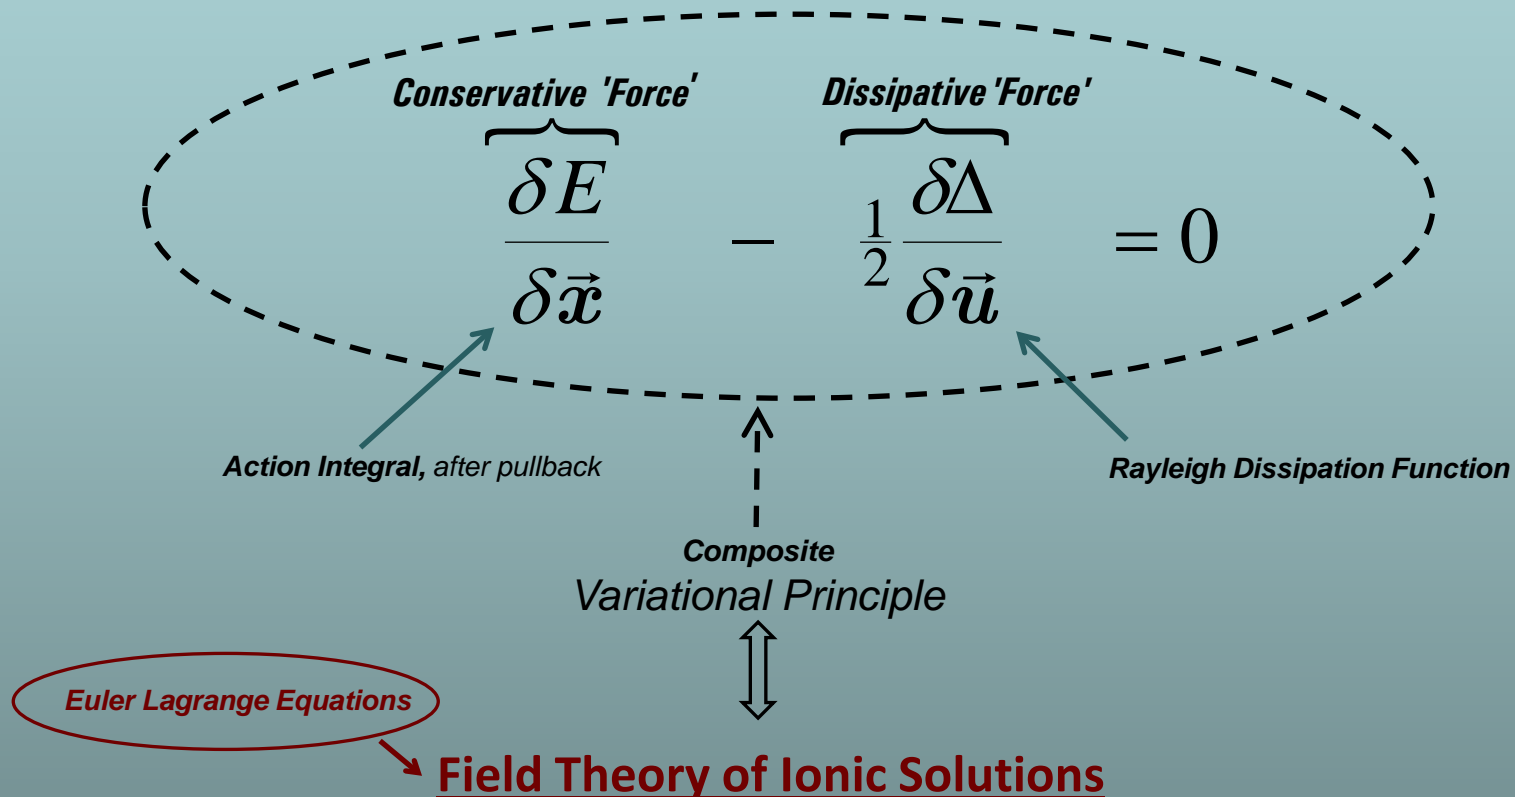 Conservative 'Force' Dissipative 'Force'
δE/δx⃗ − ½ δΔ/δu⃗ = 0
Action Integral, after pullback Rayleigh Dissipation Function
Composite
Variational Principle
Euler Lagrange Equations
Field Theory of Ionic Solutions